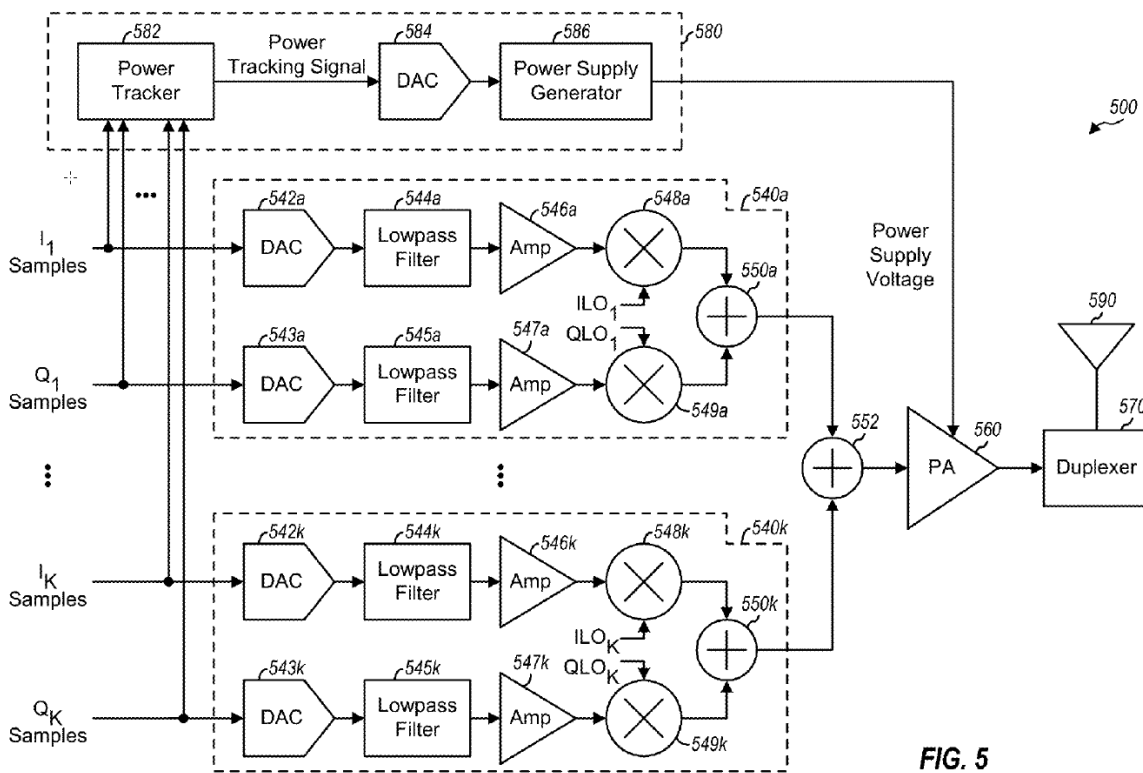 582
Power
Tracker
Power
Tracking Signal
584
DAC
586
Power Supply
Generator
580
500
I1
Samples
Q1
Samples
542a
DAC
544a
Lowpass
Filter
546a
Amp
548a
540a
ILO1
QLO1
550a
543a
DAC
545a
Lowpass
Filter
547a
Amp
549a
Power
Supply
Voltage
590
570
Duplexer
552
560
PA
IK
Samples
QK
Samples
542k
DAC
544k
Lowpass
Filter
546k
Amp
548k
540k
ILOK
QLOK
550k
543k
DAC
545k
Lowpass
Filter
547k
Amp
549k
FIG. 5